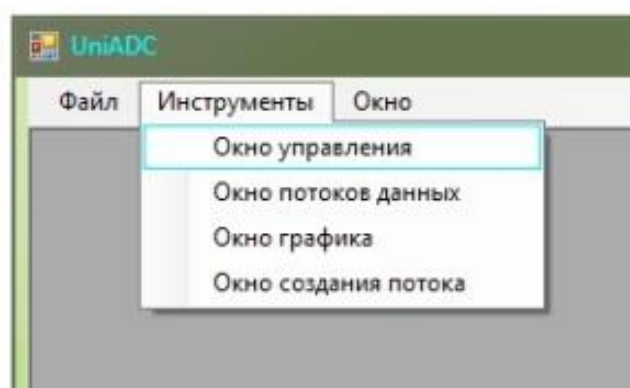 UniADC
Файл Инструменты Окно
Окно управления
Окно потоков данных
Окно графика
Окно создания потока